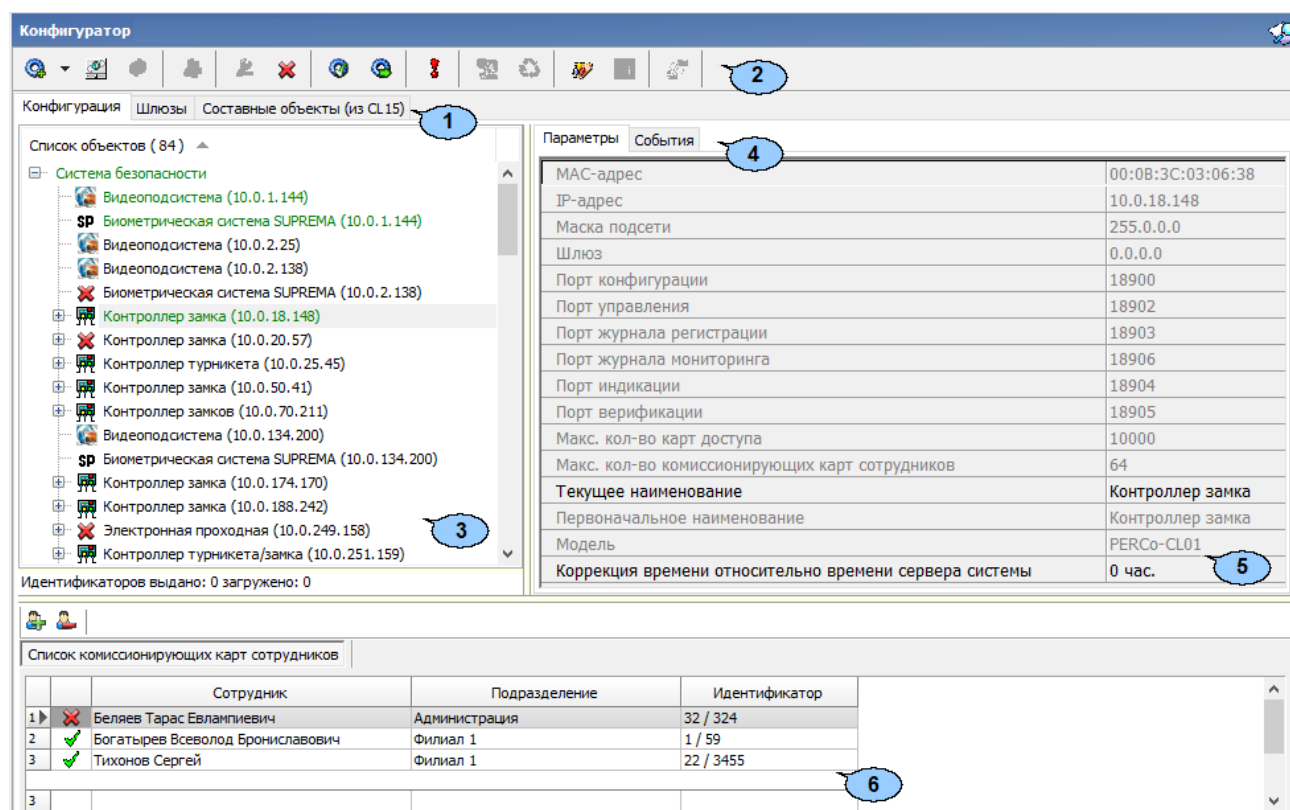 Конфигуратор
2
Конфигурация Шлюзы Составные объекты (из CL15)
1
Список объектов (84)
Система безопасности
Видеоподсистема (10.0.1.144)
SP Биометрическая система SUPREMA (10.0.1.144)
Видеоподсистема (10.0.2.25)
Видеоподсистема (10.0.2.138)
Биометрическая система SUPREMA (10.0.2.138)
Контроллер замка (10.0.18.148)
Контроллер замка (10.0.20.57)
Контроллер турникета (10.0.25.45)
Контроллер замка (10.0.50.41)
Контроллер замков (10.0.70.211)
Видеоподсистема (10.0.134.200)
SP Биометрическая система SUPREMA (10.0.134.200)
Контроллер замка (10.0.174.170)
Контроллер замка (10.0.188.242)
Электронная проходная (10.0.249.158)
3
Контроллер турникета/замка (10.0.251.159)
Идентификаторов выдано: 0 загружено: 0
Параметры События
4
MAC-адрес 00:0B:3C:03:06:38
IP-адрес 10.0.18.148
Маска подсети 255.0.0.0
Шлюз 0.0.0.0
Порт конфигурации 18900
Порт управления 18902
Порт журнала регистрации 18903
Порт журнала мониторинга 18906
Порт индикации 18904
Порт верификации 18905
Макс. кол-во карт доступа 10000
Макс. кол-во комиссионирующих карт сотрудников 64
Текущее наименование Контроллер замка
Первоначальное наименование Контроллер замка
Модель PERCo-CL01
5
Коррекция времени относительно времени сервера системы 0 час.
Список комиссионирующих карт сотрудников
Сотрудник Подразделение Идентификатор
1 Беляев Тарас Евлампиевич Администрация 32 / 324
2 Богатырев Всеволод Брониславович Филиал 1 1 / 59
3 Тихонов Сергей Филиал 1 22 / 3455
6
3